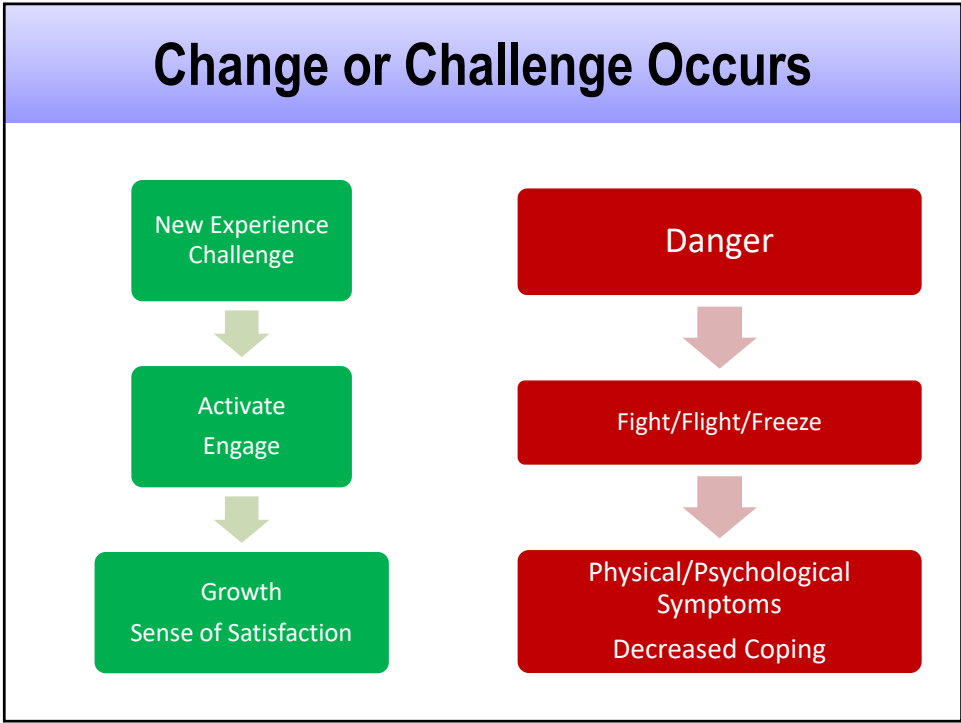 Change or Challenge Occurs
New Experience
Challenge
Activate
Engage
Growth
Sense of Satisfaction
Danger
Fight/Flight/Freeze
Physical/Psychological
Symptoms
Decreased Coping